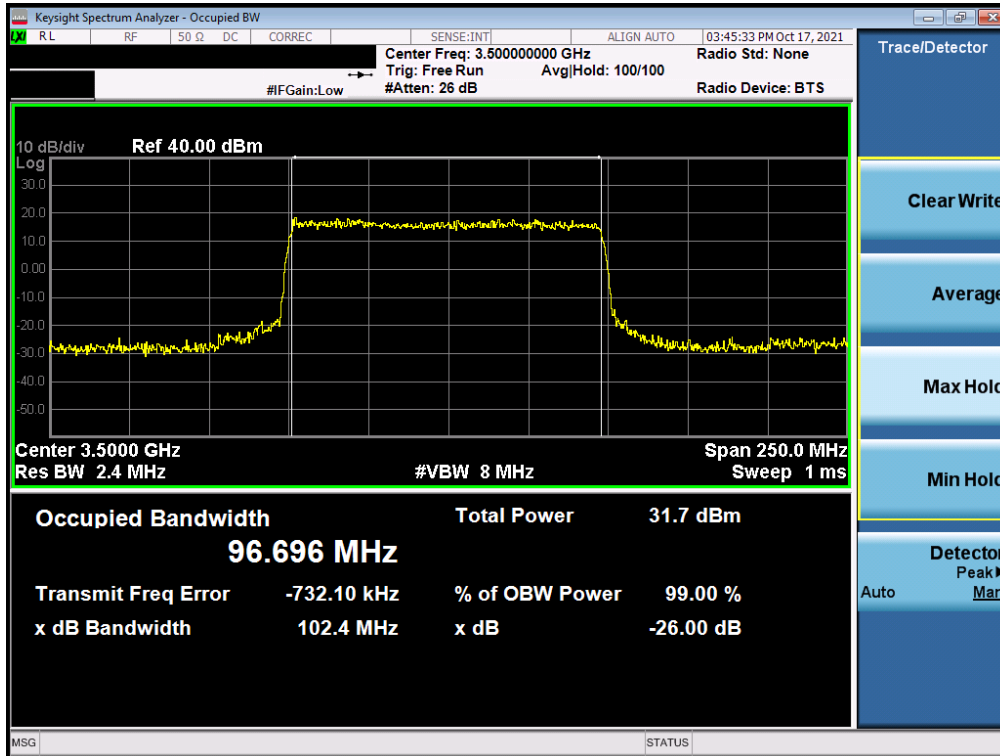 Keysight Spectrum Analyzer - Occupied BW
LXI RL RF 50 Ω DC CORREC SENSE:INT ALIGN AUTO 03:45:33 PM Oct 17, 2021
Center Freq: 3.500000000 GHz Radio Std: None
Trig: Free Run Avg|Hold: 100/100
#IFGain:Low #Atten: 26 dB Radio Device: BTS
10 dB/div Ref 40.00 dBm
Log
30.0
20.0
10.0
0.00
-10.0
-20.0
-30.0
-40.0
-50.0
Center 3.5000 GHz Span 250.0 MHz
Res BW 2.4 MHz #VBW 8 MHz Sweep 1 ms
Occupied Bandwidth Total Power 31.7 dBm
96.696 MHz
Transmit Freq Error -732.10 kHz % of OBW Power 99.00 %
x dB Bandwidth 102.4 MHz x dB -26.00 dB
MSG STATUS
Trace/Detector
Clear Write
Average
Max Hold
Min Hold
Detector
Peak
Auto Man